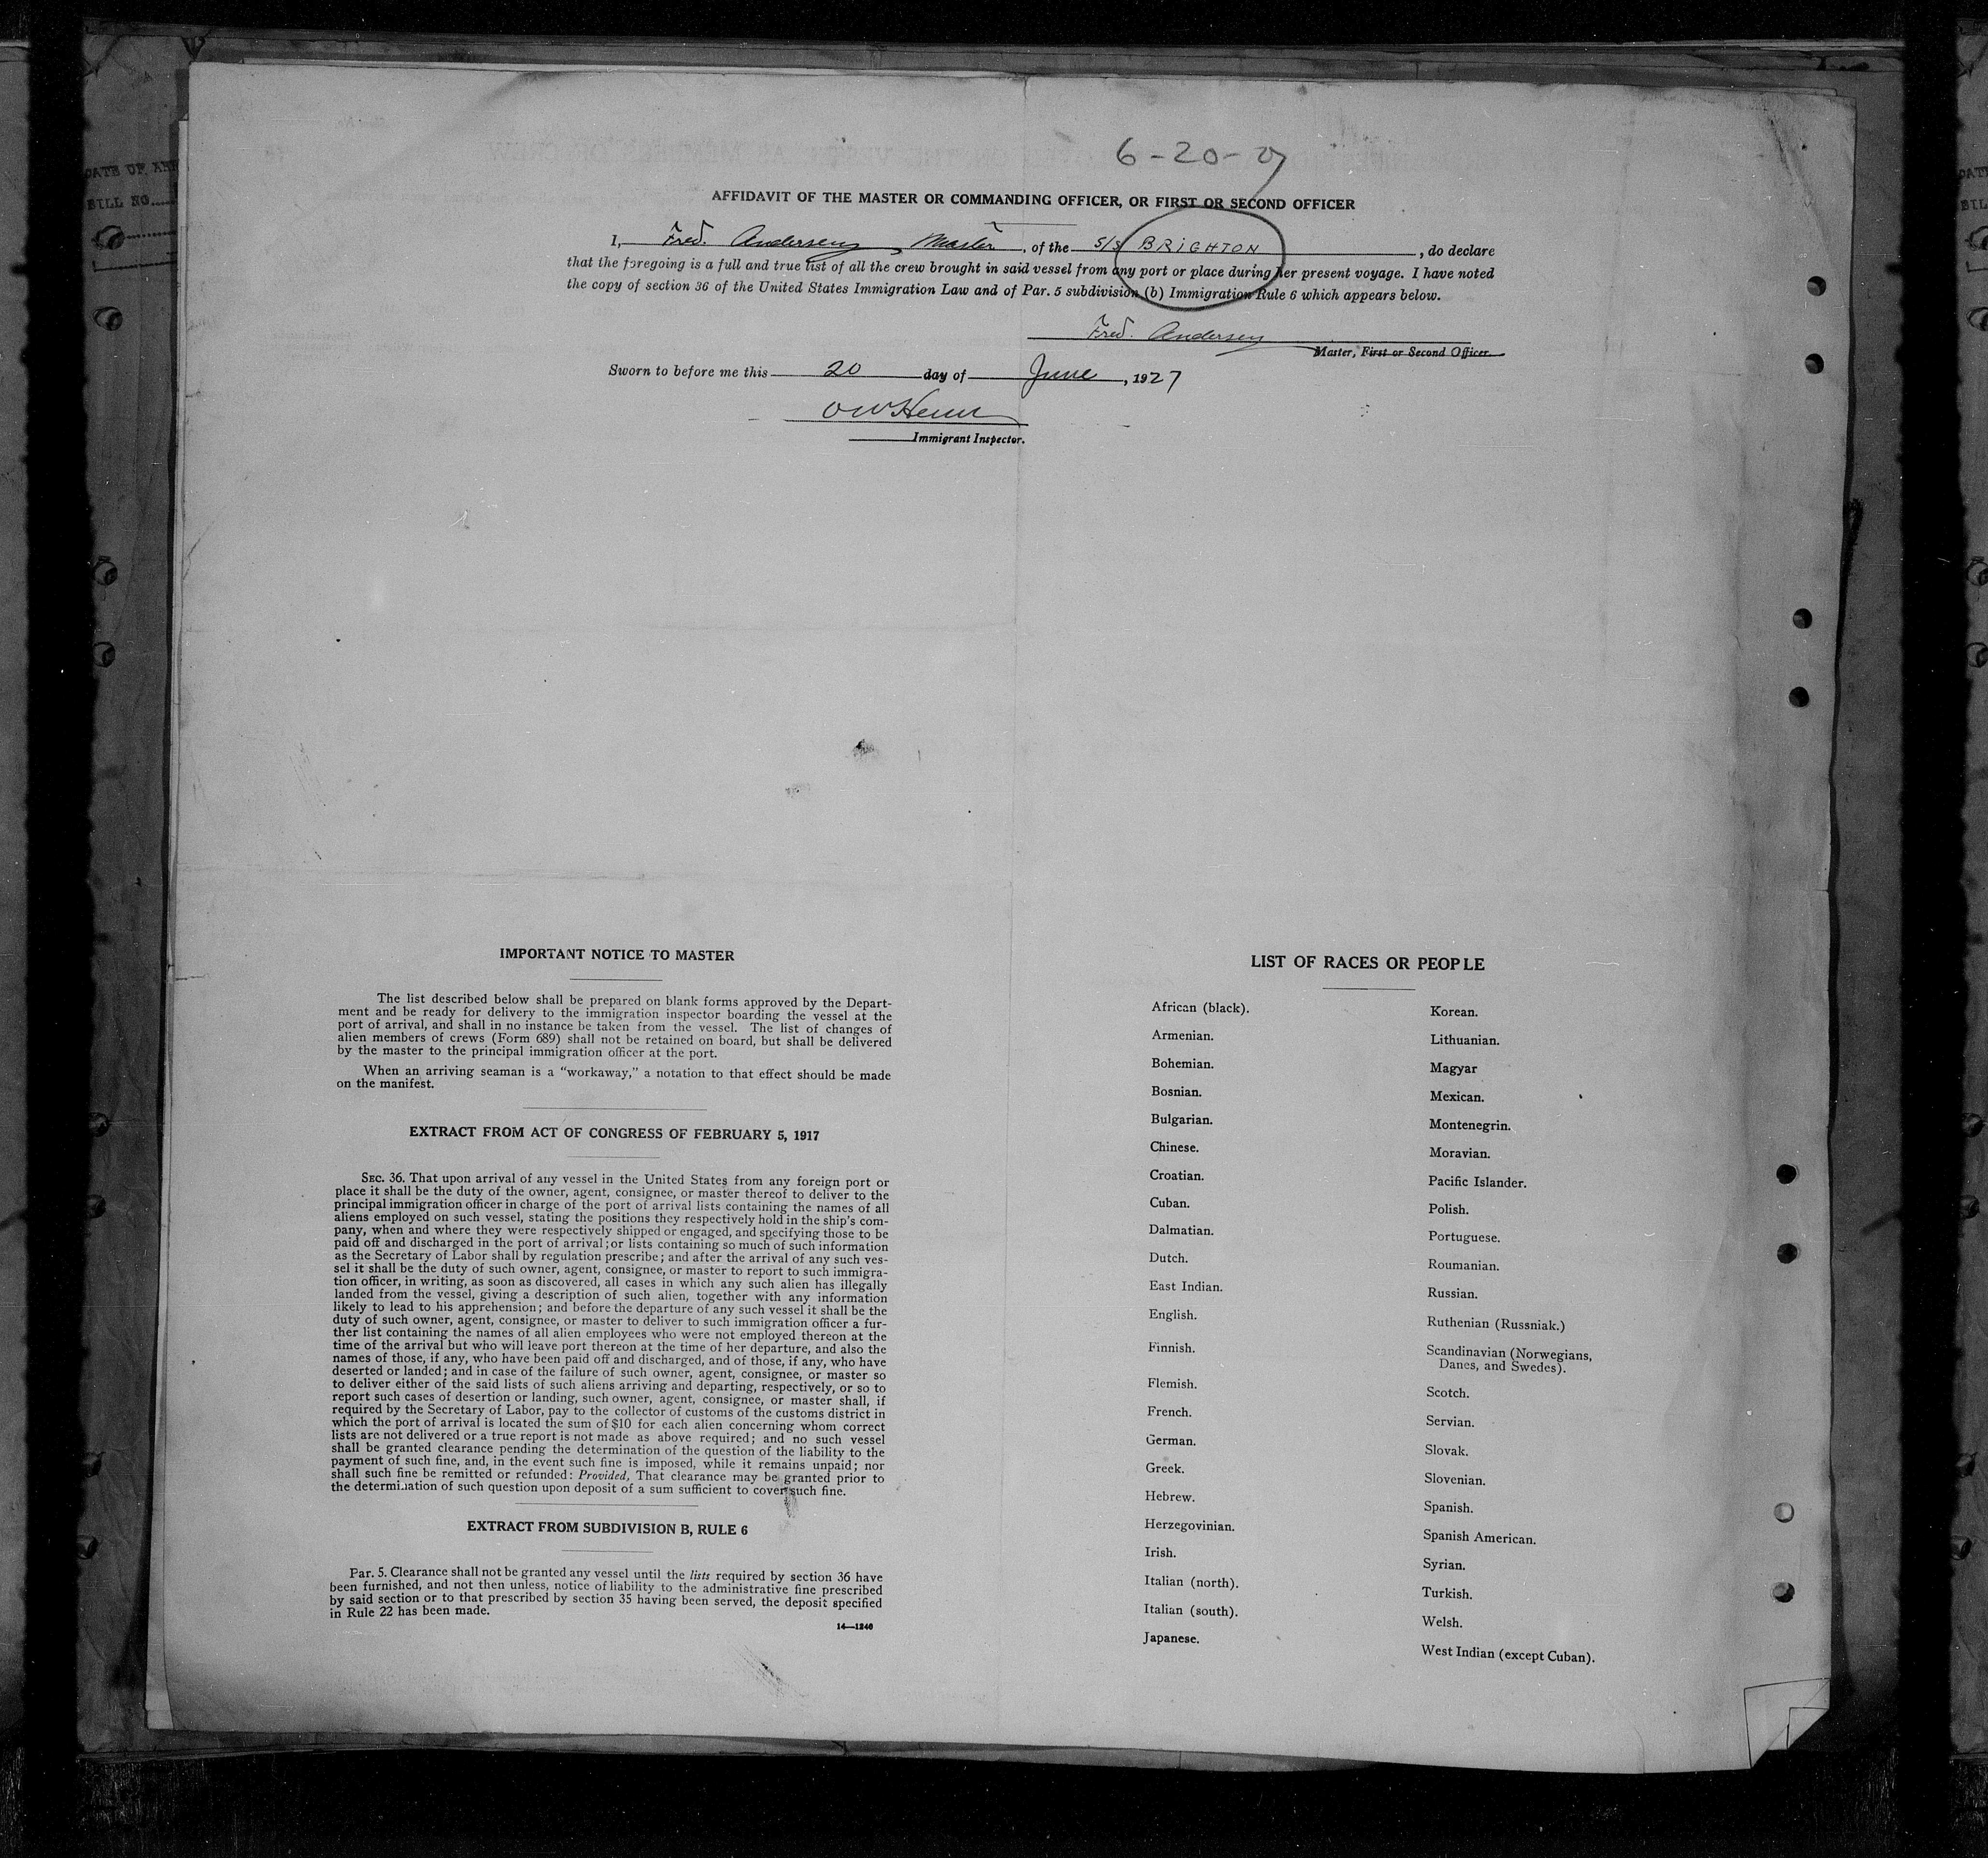 6-20-27
AFFIDAVIT OF THE MASTER OR COMMANDING OFFICER, OR FIRST OR SECOND OFFICER
I, Fred. Andersen, Master, of the S/S BRIGHTON, do declare
that the foregoing is a full and true list of all the crew brought in said vessel from any port or place during her present voyage. I have noted
the copy of section 36 of the United States Immigration Law and of Par. 5 subdivision (b) Immigration Rule 6 which appears below.
Fred. Andersen
Master, First or Second Officer.
Sworn to before me this 20 day of June, 1927
Immigrant Inspector.
DATE OF
BILL NO.
IMPORTANT NOTICE TO MASTER
The list described below shall be prepared on blank forms approved by the Depart-
ment and be ready for delivery to the immigration inspector boarding the vessel at the
port of arrival, and shall in no instance be taken from the vessel. The list of changes of
alien members of crews (Form 689) shall not be retained on board, but shall be delivered
by the master to the principal immigration officer at the port.
When an arriving seaman is a "workaway," a notation to that effect should be made
on the manifest.
EXTRACT FROM ACT OF CONGRESS OF FEBRUARY 5, 1917
SEC. 36. That upon arrival of any vessel in the United States from any foreign port or
place it shall be the duty of the owner, agent, consignee, or master thereof to deliver to the
principal immigration officer in charge of the port of arrival lists containing the names of all
aliens employed on such vessel, stating the positions they respectively hold in the ship's com-
pany, when and where they were respectively shipped or engaged, and specifying those to be
paid off and discharged in the port of arrival; or lists containing so much of such information
as the Secretary of Labor shall by regulation prescribe; and after the arrival of any such ves-
sel it shall be the duty of such owner, agent, consignee, or master to report to such immigra-
tion officer, in writing, as soon as discovered, all cases in which any such alien has illegally
landed from the vessel, giving a description of such alien, together with any information
likely to lead to his apprehension; and before the departure of any such vessel it shall be the
duty of such owner, agent, consignee, or master to deliver to such immigration officer a fur-
ther list containing the names of all alien employees who were not employed thereon at the
time of the arrival but who will leave port thereon at the time of her departure, and also the
names of those, if any, who have been paid off and discharged, and of those, if any, who have
deserted or landed; and in case of the failure of such owner, agent, consignee, or master so
to deliver either of the said lists of such aliens arriving and departing, respectively, or so to
report such cases of desertion or landing, such owner, agent, consignee, or master shall, if
required by the Secretary of Labor, pay to the collector of customs of the customs district in
which the port of arrival is located the sum of $10 for each alien concerning whom correct
lists are not delivered or a true report is not made as above required; and no such vessel
shall be granted clearance pending the determination of the question of the liability to the
payment of such fine, and, in the event such fine is imposed, while it remains unpaid; nor
shall such fine be remitted or refunded: Provided, That clearance may be granted prior to
the determination of such question upon deposit of a sum sufficient to cover such fine.
EXTRACT FROM SUBDIVISION B, RULE 6
Par. 5. Clearance shall not be granted any vessel until the lists required by section 36 have
been furnished, and not then unless, notice of liability to the administrative fine prescribed
by said section or to that prescribed by section 35 having been served, the deposit specified
in Rule 22 has been made.
14—1240
LIST OF RACES OR PEOPLE
African (black).
Armenian.
Bohemian.
Bosnian.
Bulgarian.
Chinese.
Croatian.
Cuban.
Dalmatian.
Dutch.
East Indian.
English.
Finnish.
Flemish.
French.
German.
Greek.
Hebrew.
Herzegovinian.
Irish.
Italian (north).
Italian (south).
Japanese.
Korean.
Lithuanian.
Magyar
Mexican.
Montenegrin.
Moravian.
Pacific Islander.
Polish.
Portuguese.
Roumanian.
Russian.
Ruthenian (Russniak.)
Scandinavian (Norwegians,
Danes, and Swedes).
Scotch.
Servian.
Slovak.
Slovenian.
Spanish.
Spanish American.
Syrian.
Turkish.
Welsh.
West Indian (except Cuban).